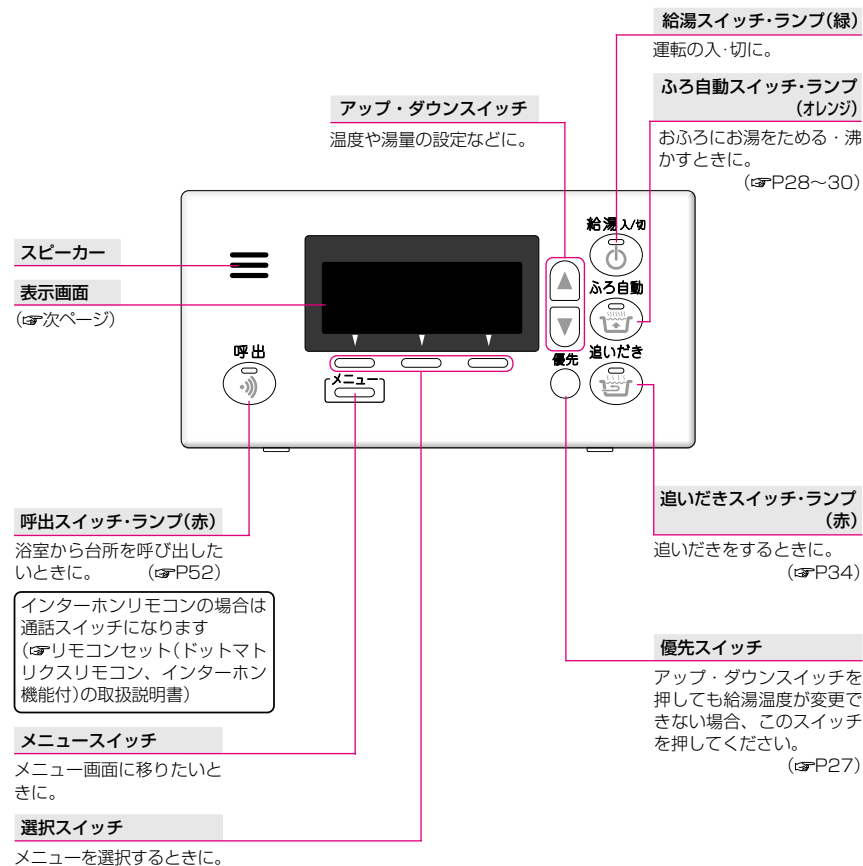 給湯スイッチ・ランプ(緑)
運転の入・切に。
ふろ自動スイッチ・ランプ
(オレンジ)
おふろにお湯をためる・沸
かすときに。
(☞P28～30)
アップ・ダウンスイッチ
温度や湯量の設定などに。
スピーカー
表示画面
(☞次ページ)
給湯 入/切
ふろ自動
追いだき
優先
呼出
メニュー
呼出スイッチ・ランプ(赤)
浴室から台所を呼び出した
いときに。 (☞P52)
インターホンリモコンの場合は
通話スイッチになります
(☞リモコンセット(ドットマト
リクスリモコン、インターホン
機能付)の取扱説明書)
メニュースイッチ
メニュー画面に移りたいと
きに。
選択スイッチ
メニューを選択するときに。
追いだきスイッチ・ランプ
(赤)
追いだきをするときに。
(☞P34)
優先スイッチ
アップ・ダウンスイッチを
押しても給湯温度が変更で
きない場合、このスイッチ
を押してください。
(☞P27)